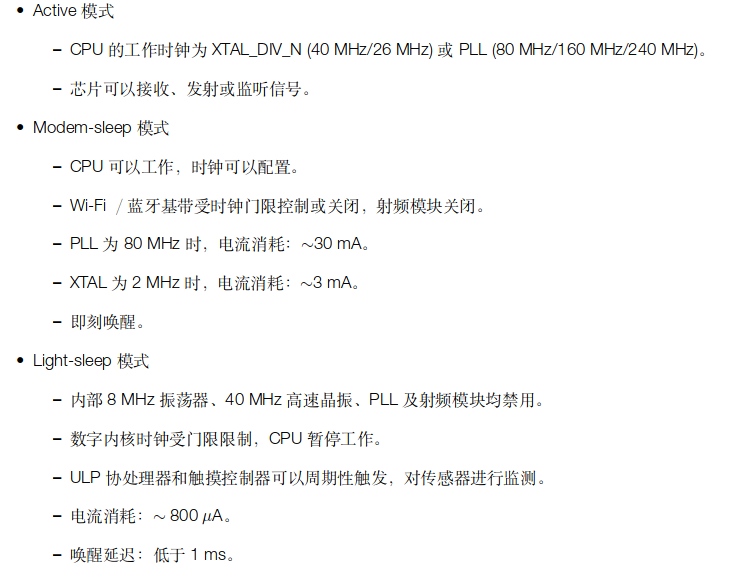 • Active 模式
– CPU 的工作时钟为 XTAL_DIV_N (40 MHz/26 MHz) 或 PLL (80 MHz/160 MHz/240 MHz)。
– 芯片可以接收、发射或监听信号。
• Modem-sleep 模式
– CPU 可以工作，时钟可以配置。
– Wi-Fi / 蓝牙基带受时钟门限控制或关闭，射频模块关闭。
– PLL 为 80 MHz 时，电流消耗：∼30 mA。
– XTAL 为 2 MHz 时，电流消耗：∼3 mA。
– 即刻唤醒。
• Light-sleep 模式
– 内部 8 MHz 振荡器、40 MHz 高速晶振、PLL 及射频模块均禁用。
– 数字内核时钟受门限限制，CPU 暂停工作。
– ULP 协处理器和触摸控制器可以周期性触发，对传感器进行监测。
– 电流消耗：∼ 800 µA。
– 唤醒延迟：低于 1 ms。